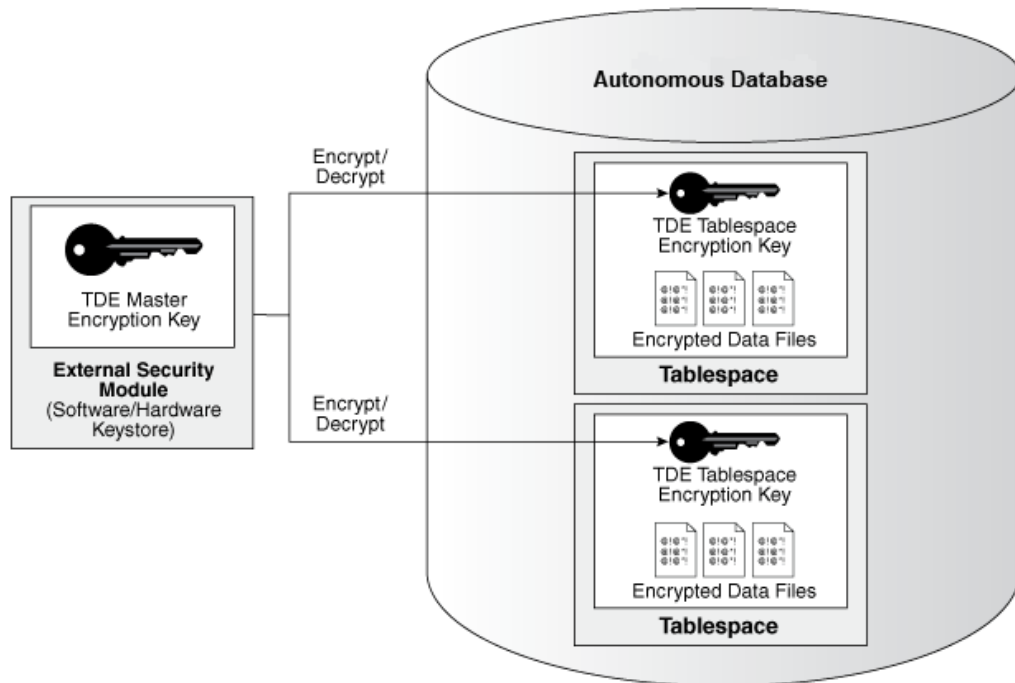 Autonomous Database
Encrypt/
Decrypt
TDE Master
Encryption Key
External Security
Module
(Software/Hardware
Keystore)
TDE Tablespace
Encryption Key
@!@*!
@!@*!
@!@*!
@!@*!
@!@*!
@!@*!
@!@*!
@!@*!
@!@*!
Encrypted Data Files
Tablespace
Encrypt/
Decrypt
TDE Tablespace
Encryption Key
Encrypted Data Files
Tablespace